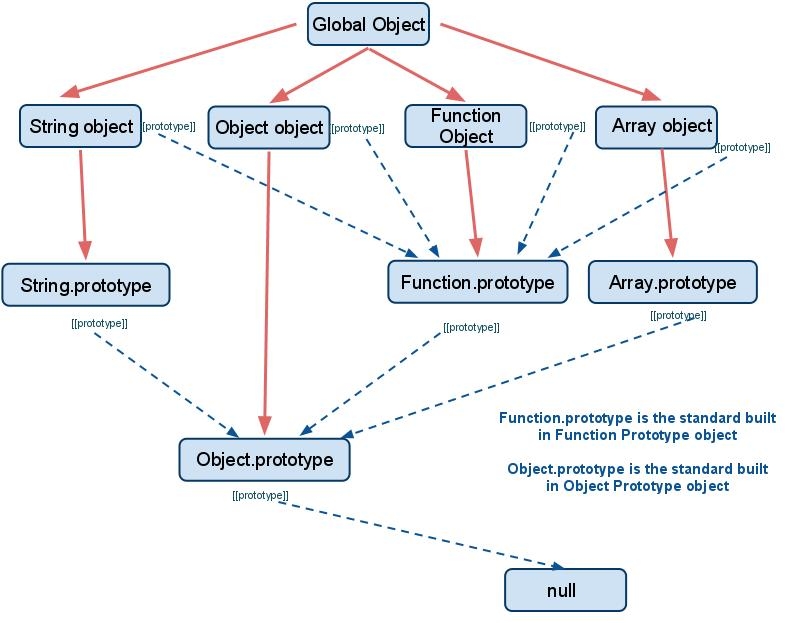 Global Object
String object
[prototype]]
Object object
[prototype]]
Function
Object
[[prototype]]
Array object
[[prototype]]
String.prototype
Function.prototype
Array.prototype
[[prototype]]
[[prototype]]
[[prototype]]
Function.prototype is the standard built
in Function Prototype object
Object.prototype
Object.prototype is the standard built
in Object Prototype object
[[prototype]]
null